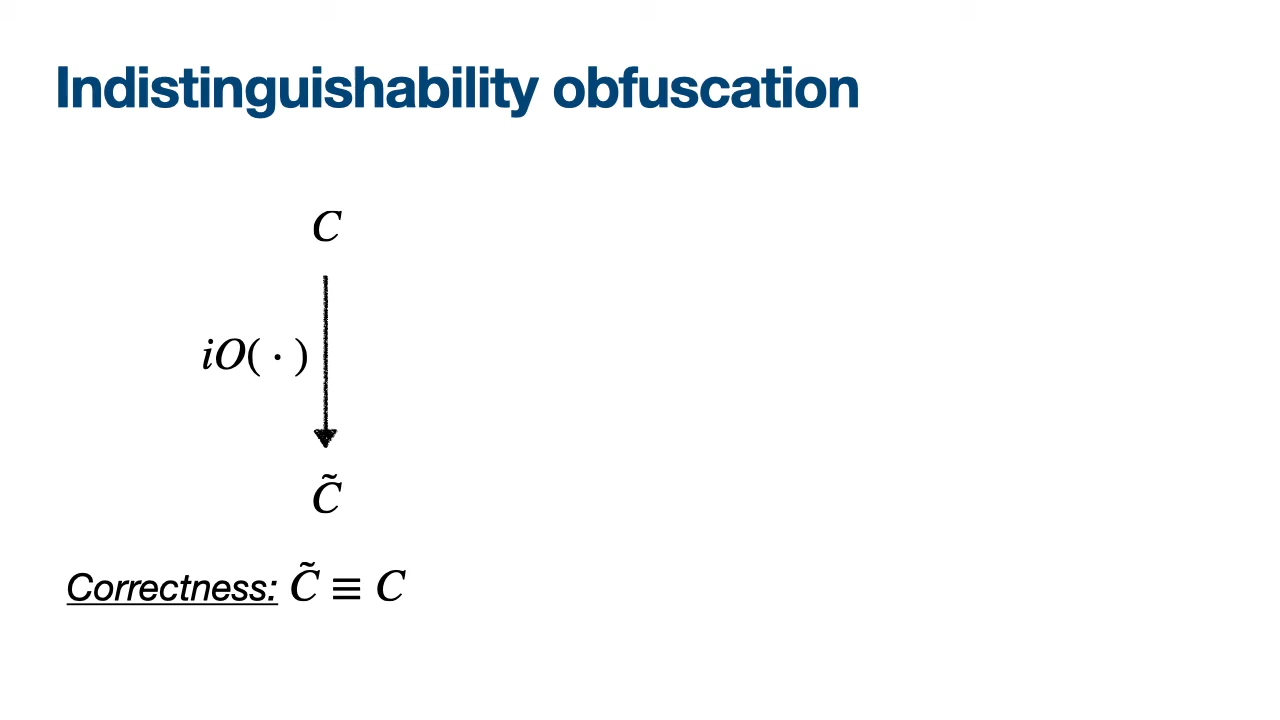 Indistinguishability obfuscation
C
iO( · )
C̃
Correctness: C̃ ≡ C